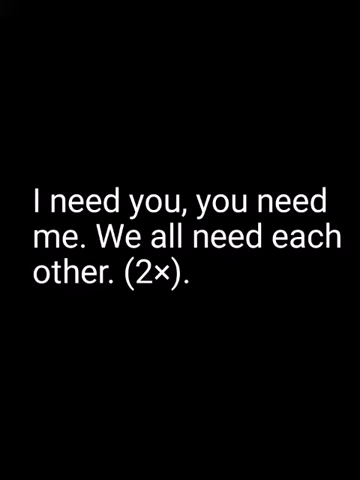 I need you, you need
me. We all need each
other. (2×).